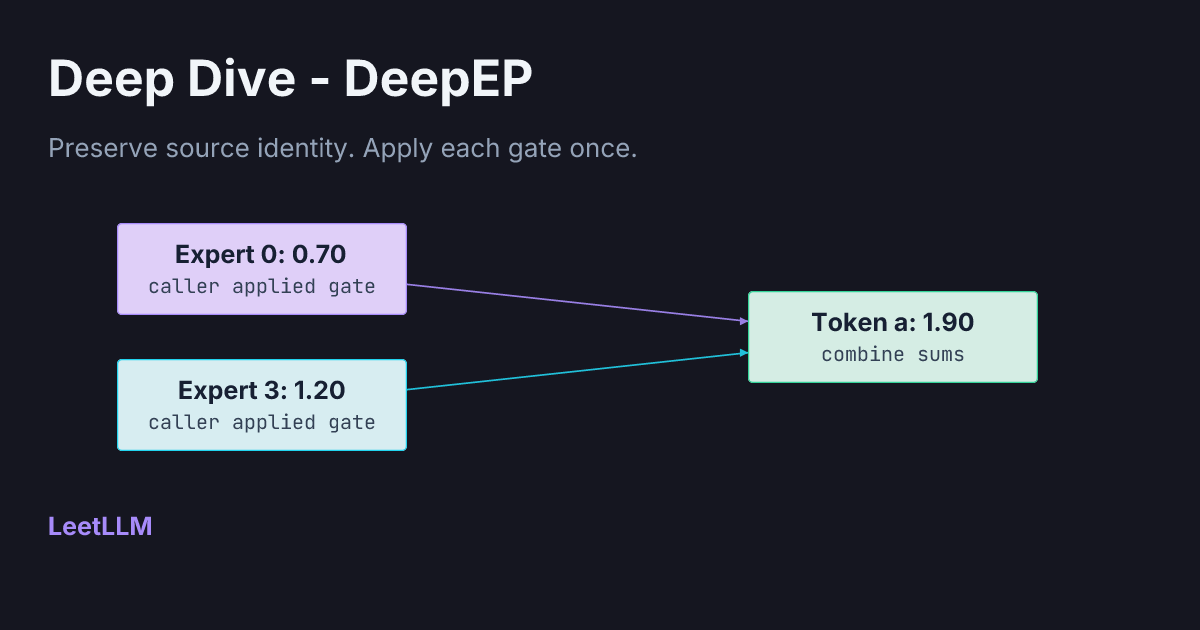 Deep Dive - DeepEP
Preserve source identity. Apply each gate once.
Expert 0: 0.70
caller applied gate
Expert 3: 1.20
caller applied gate
Token a: 1.90
combine sums
LeetLLM